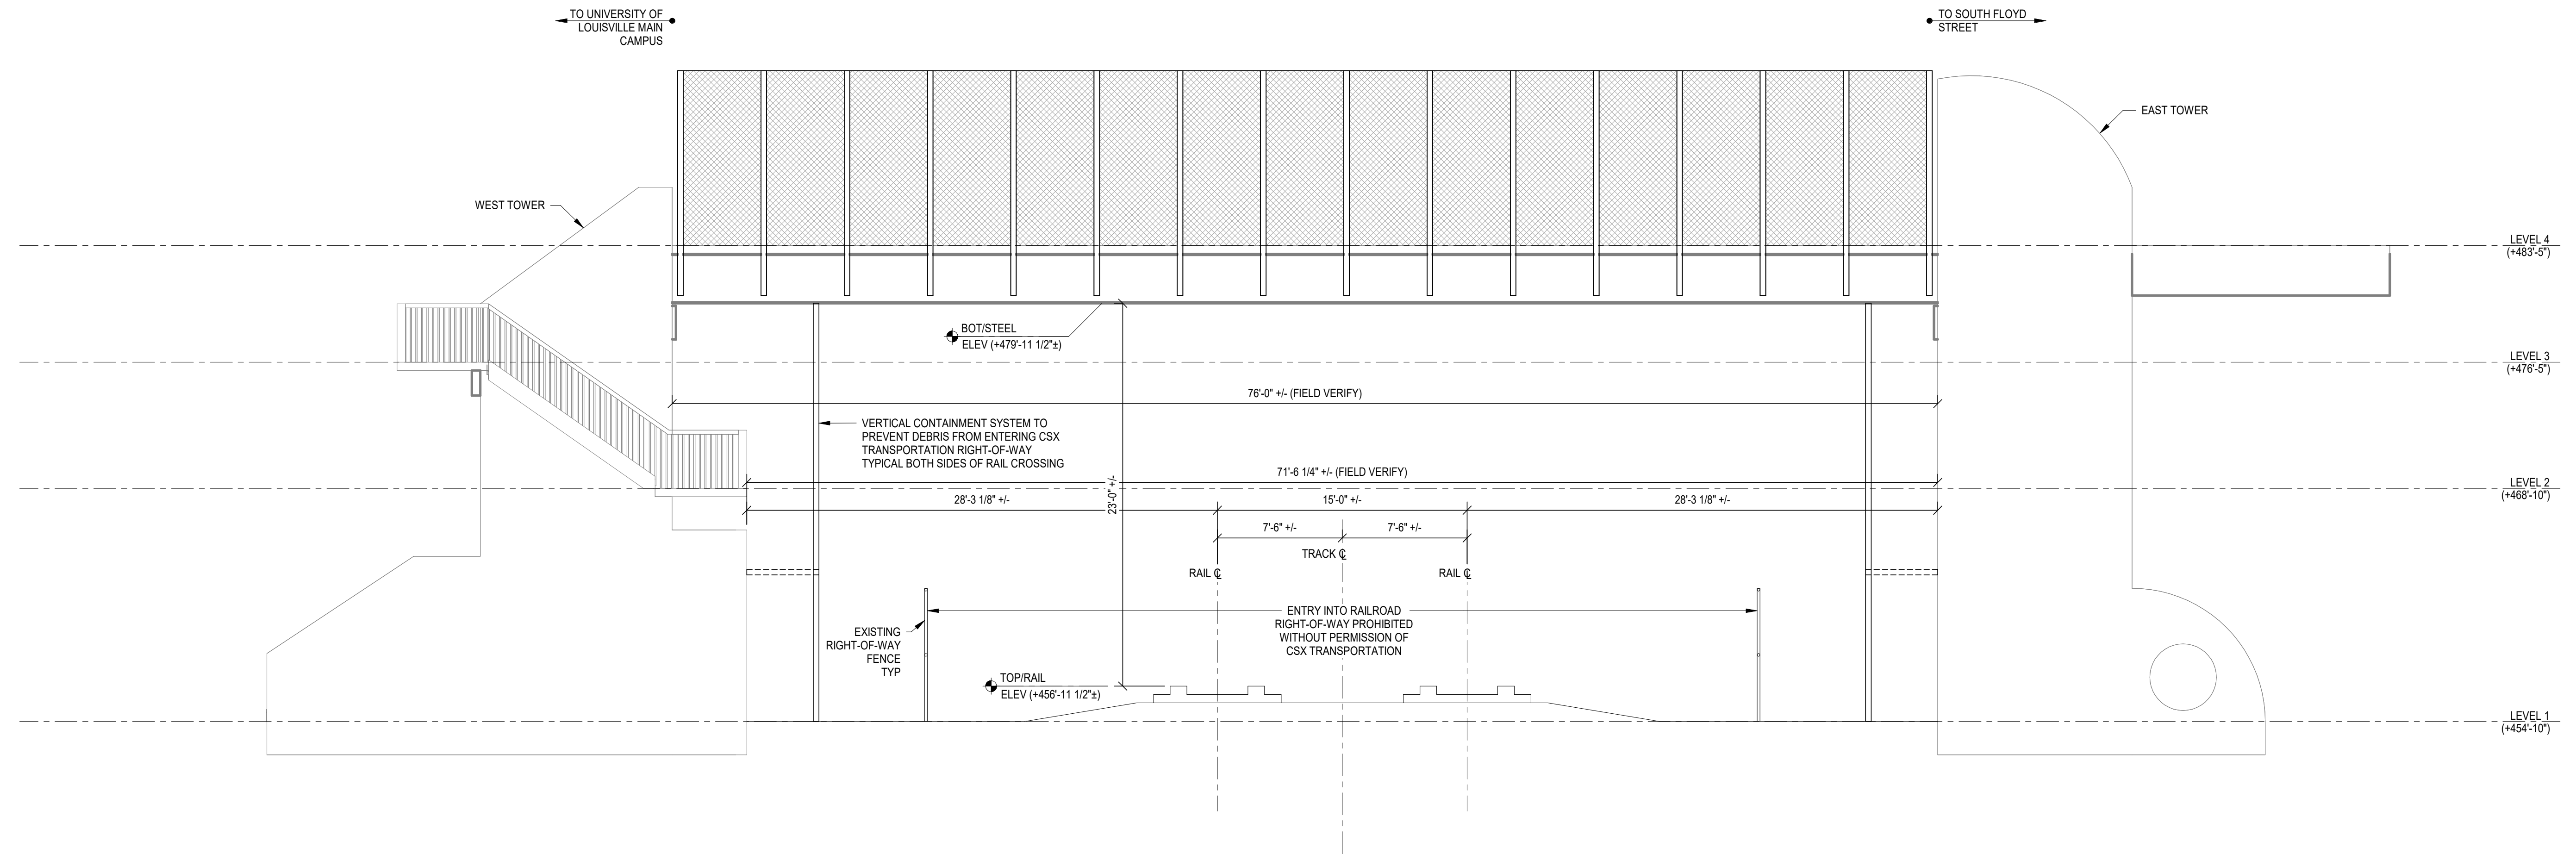 TO UNIVERSITY OF
LOUISVILLE MAIN
CAMPUS
TO SOUTH FLOYD
STREET
EAST TOWER
WEST TOWER
LEVEL 4
(+483'-5")
BOT/STEEL
ELEV (+479'-11 1/2"±)
LEVEL 3
(+476'-5")
76'-0" +/- (FIELD VERIFY)
VERTICAL CONTAINMENT SYSTEM TO
PREVENT DEBRIS FROM ENTERING CSX
TRANSPORTATION RIGHT-OF-WAY
TYPICAL BOTH SIDES OF RAIL CROSSING
71'-6 1/4" +/- (FIELD VERIFY)
23'-0" +/-
LEVEL 2
(+468'-10")
28'-3 1/8" +/-
15'-0" +/-
28'-3 1/8" +/-
7'-6" +/-
7'-6" +/-
TRACK ℄
RAIL ℄
RAIL ℄
ENTRY INTO RAILROAD
RIGHT-OF-WAY PROHIBITED
WITHOUT PERMISSION OF
CSX TRANSPORTATION
EXISTING
RIGHT-OF-WAY
FENCE
TYP
TOP/RAIL
ELEV (+456'-11 1/2"±)
LEVEL 1
(+454'-10")